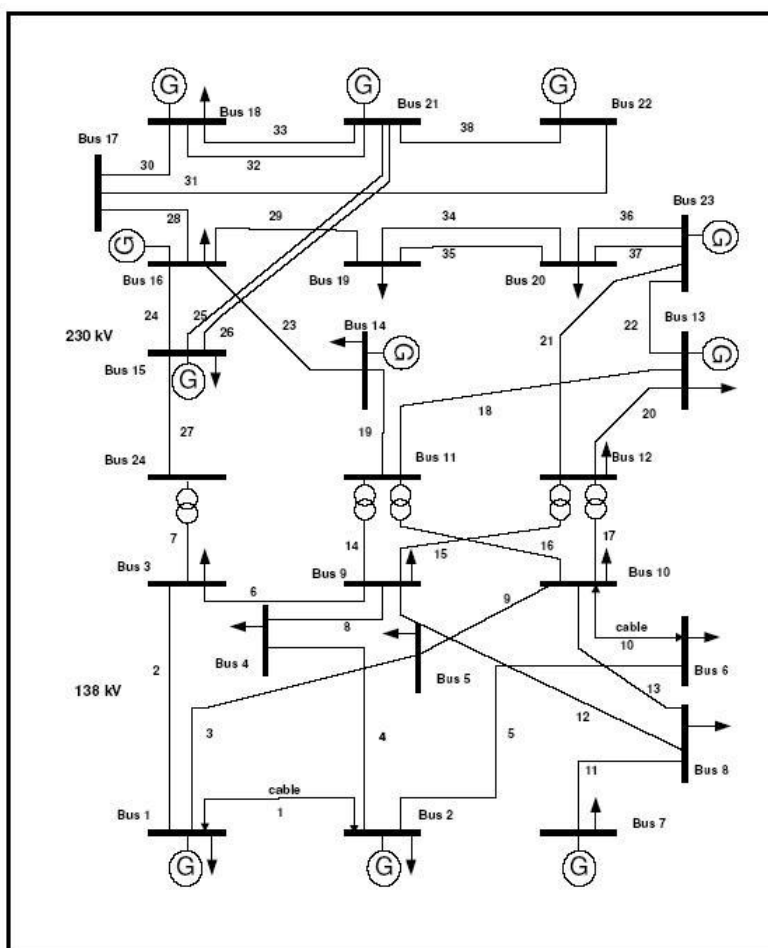 G
G
G
Bus 18
Bus 21
Bus 22
33
38
Bus 17
32
30
31
Bus 23
28
29
34
36
G
G
35
37
Bus 16
Bus 19
Bus 20
24
25
26
23
Bus 14
22
Bus 13
230 kV
21
G
G
Bus 15
G
18
20
27
19
Bus 24
Bus 11
Bus 12
7
14
15
16
17
Bus 3
Bus 9
Bus 10
6
9
8
cable
10
Bus 4
Bus 5
Bus 6
2
138 kV
13
12
3
4
5
11
Bus 8
cable
1
Bus 1
Bus 2
Bus 7
G
G
G